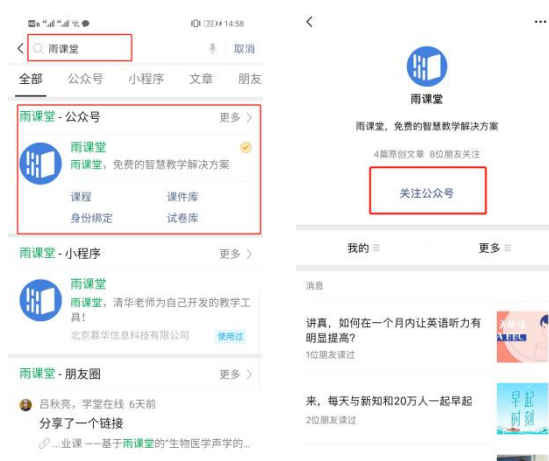 14:58
雨课堂
取消
全部 公众号 小程序 文章 朋友
雨课堂 - 公众号 更多
雨课堂
雨课堂，免费的智慧教学解决方案
课程 课件库
身份绑定 试卷库
雨课堂 - 小程序 更多
雨课堂
雨课堂，清华老师为自己开发的教学工
具！
北京慕华信息科技有限公司 使用过
雨课堂 - 朋友圈 更多
吕秋亮，学堂在线 6天前
分享了一个链接
...业课 ——基于雨课堂的“生物医学声学的...
雨课堂
雨课堂，免费的智慧教学解决方案
4篇原创文章 8位朋友关注
关注公众号
我的 更多
消息
讲真，如何在一个月内让英语听力有
明显提高？
1位朋友读过
来，每天与新知和20万人一起早起
2位朋友读过
早起
时刻